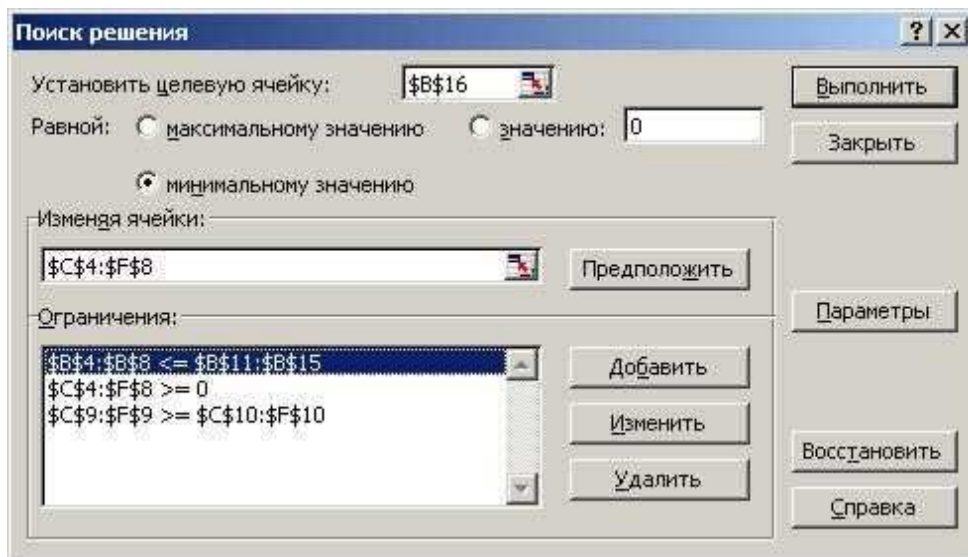 Поиск решения
Установить целевую ячейку: $B$16
Выполнить
Равной: максимальному значению значению: 0
Закрыть
минимальному значению
Изменяя ячейки:
$C$4:$F$8 Предположить
Ограничения:
Параметры
$B$4:$B$8 <= $B$11:$B$15
$C$4:$F$8 >= 0
$C$9:$F$9 >= $C$10:$F$10
Добавить
Изменить
Удалить
Восстановить
Справка